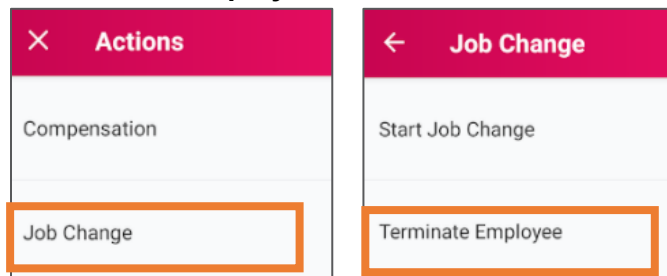 Actions
Compensation
Job Change
Job Change
Start Job Change
Terminate Employee